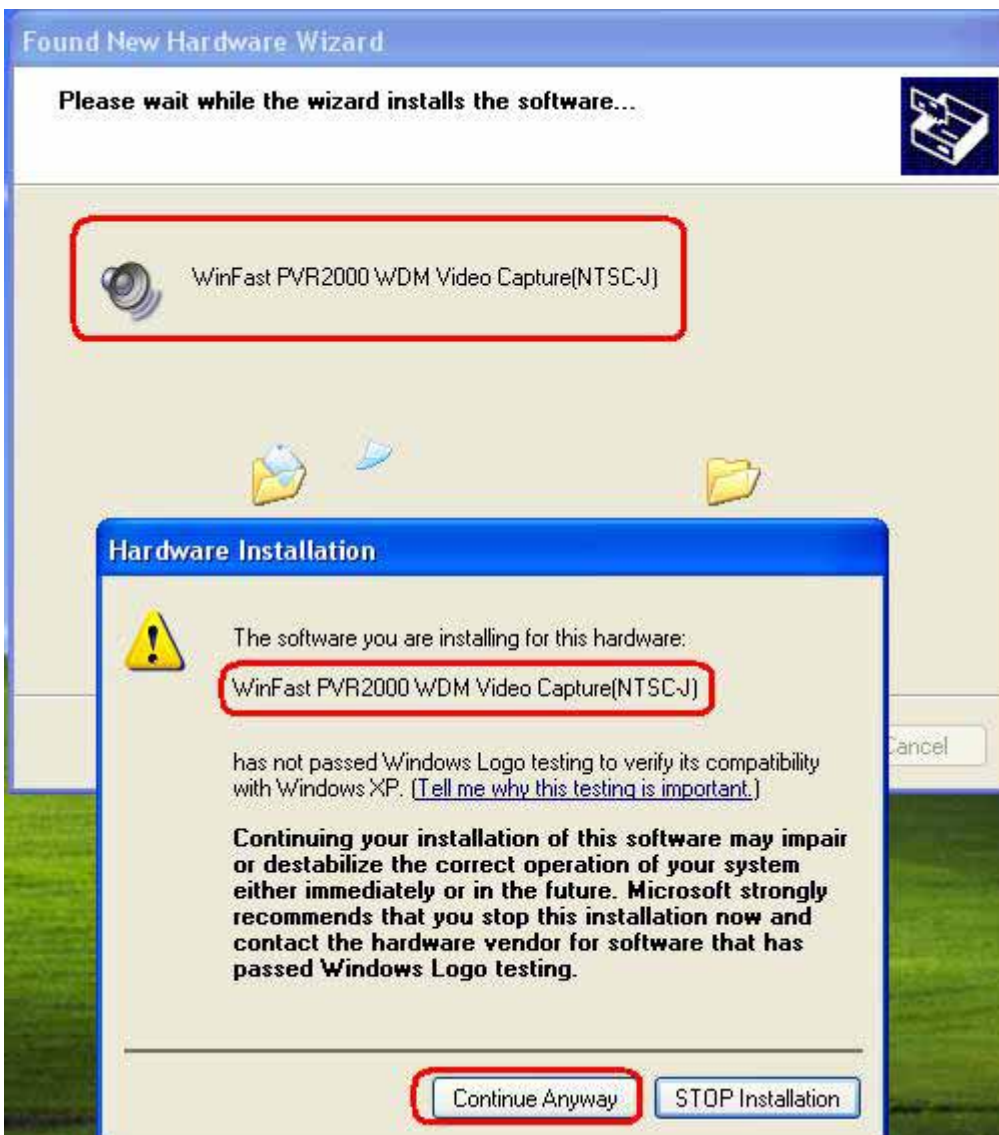 Found New Hardware Wizard
Please wait while the wizard installs the software...
WinFast PVR2000 WDM Video Capture(NTSC-J)
Hardware Installation
The software you are installing for this hardware:
WinFast PVR2000 WDM Video Capture(NTSC-J)
has not passed Windows Logo testing to verify its compatibility
with Windows XP. (Tell me why this testing is important.)
Continuing your installation of this software may impair
or destabilize the correct operation of your system
either immediately or in the future. Microsoft strongly
recommends that you stop this installation now and
contact the hardware vendor for software that has
passed Windows Logo testing.
Cancel
Continue Anyway
STOP Installation